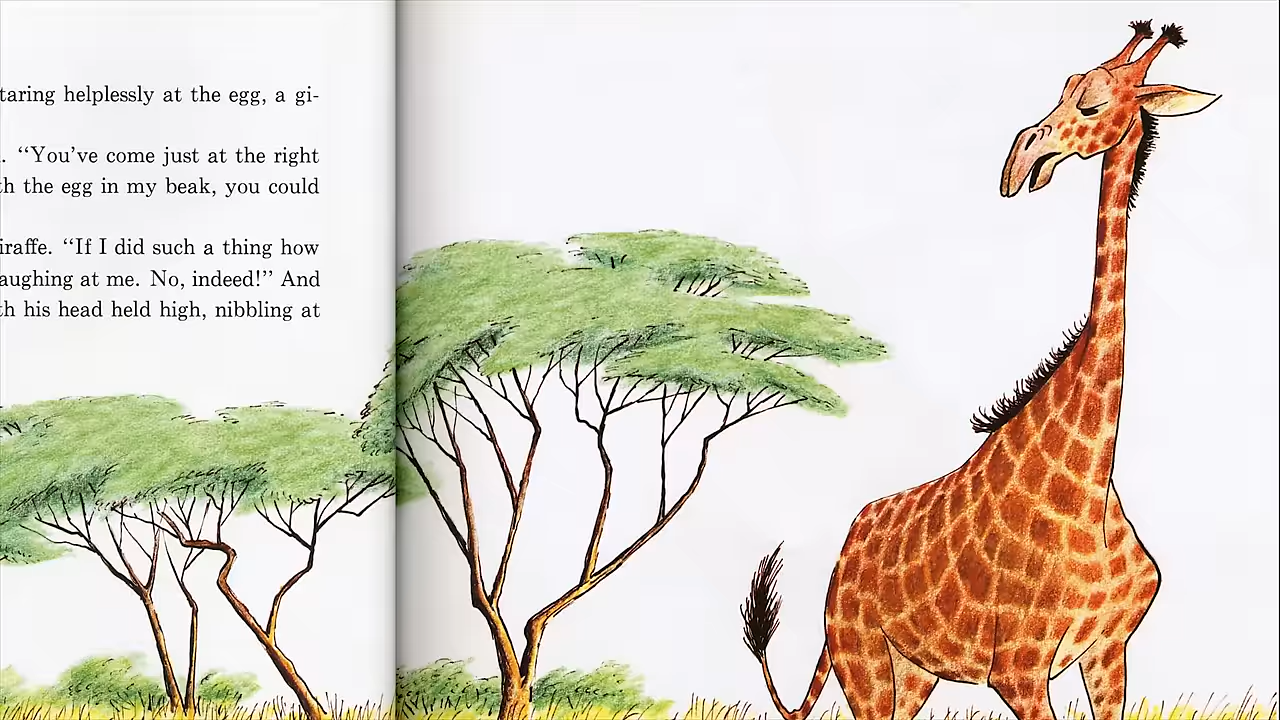 taring helplessly at the egg, a gi-
. “You’ve come just at the right
th the egg in my beak, you could
iraffe. “If I did such a thing how
aughing at me. No, indeed!” And
th his head held high, nibbling at